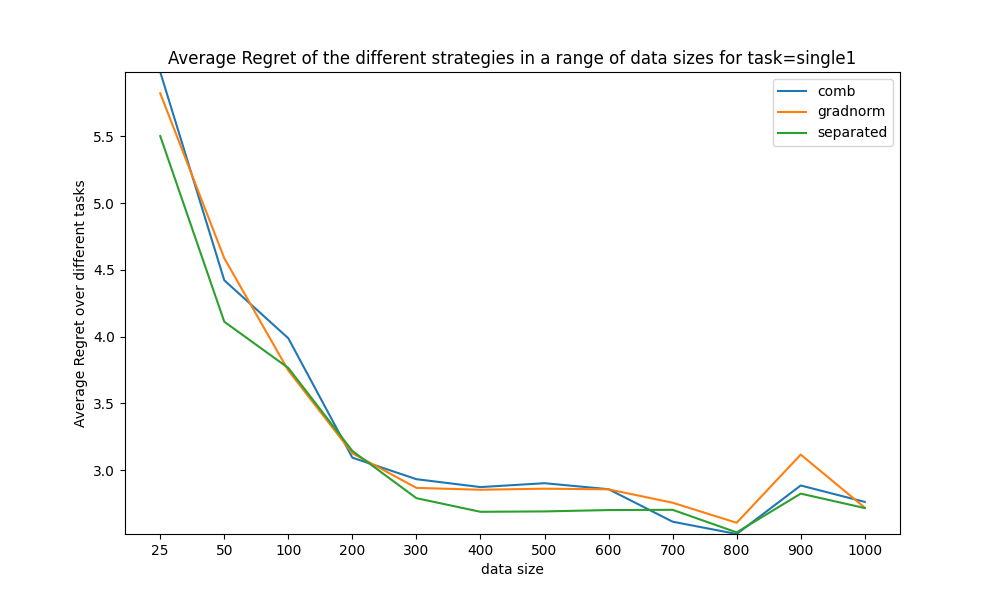 Average Regret of the different strategies in a range of data sizes for task=single1
comb
gradnorm
separated
Average Regret over different tasks
5.5
5.0
4.5
4.0
3.5
3.0
25 50 100 200 300 400 500 600 700 800 900 1000
data size